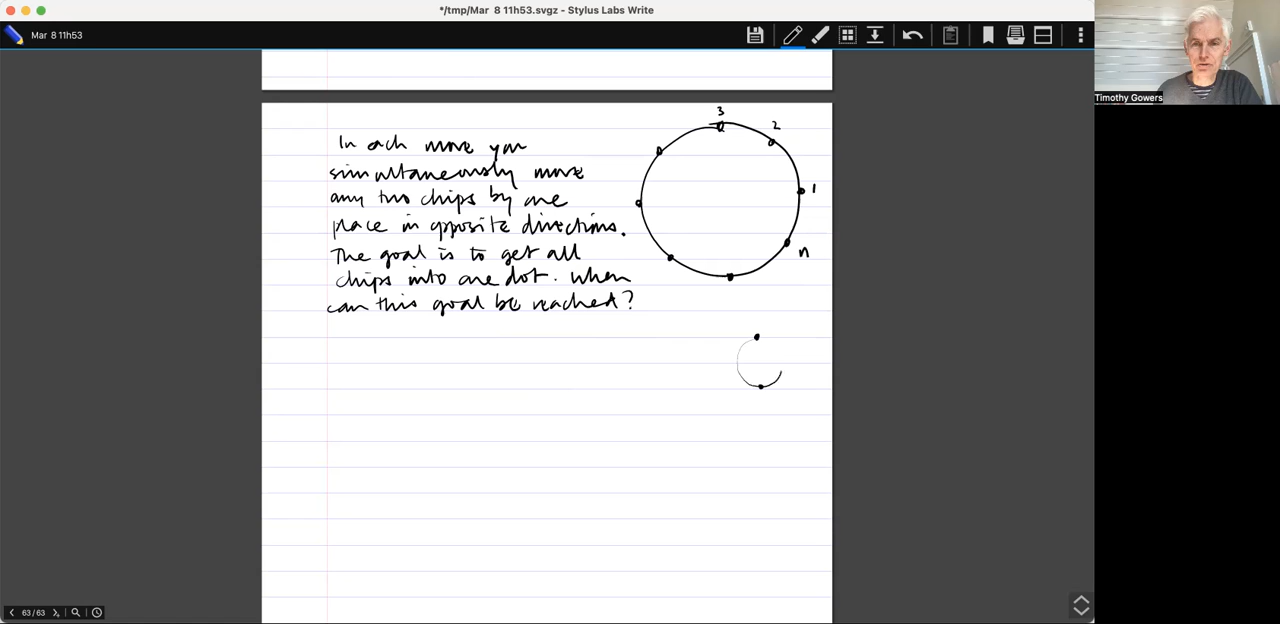 */tmp/Mar 8 11h53.svgz - Stylus Labs Write
Mar 8 11h53
Timothy Gowers
In each move you
simultaneously move
any two chips by one
place in opposite directions.
The goal is to get all
chips into one dot. When
can this goal be reached?
3
2
1
n
63/63